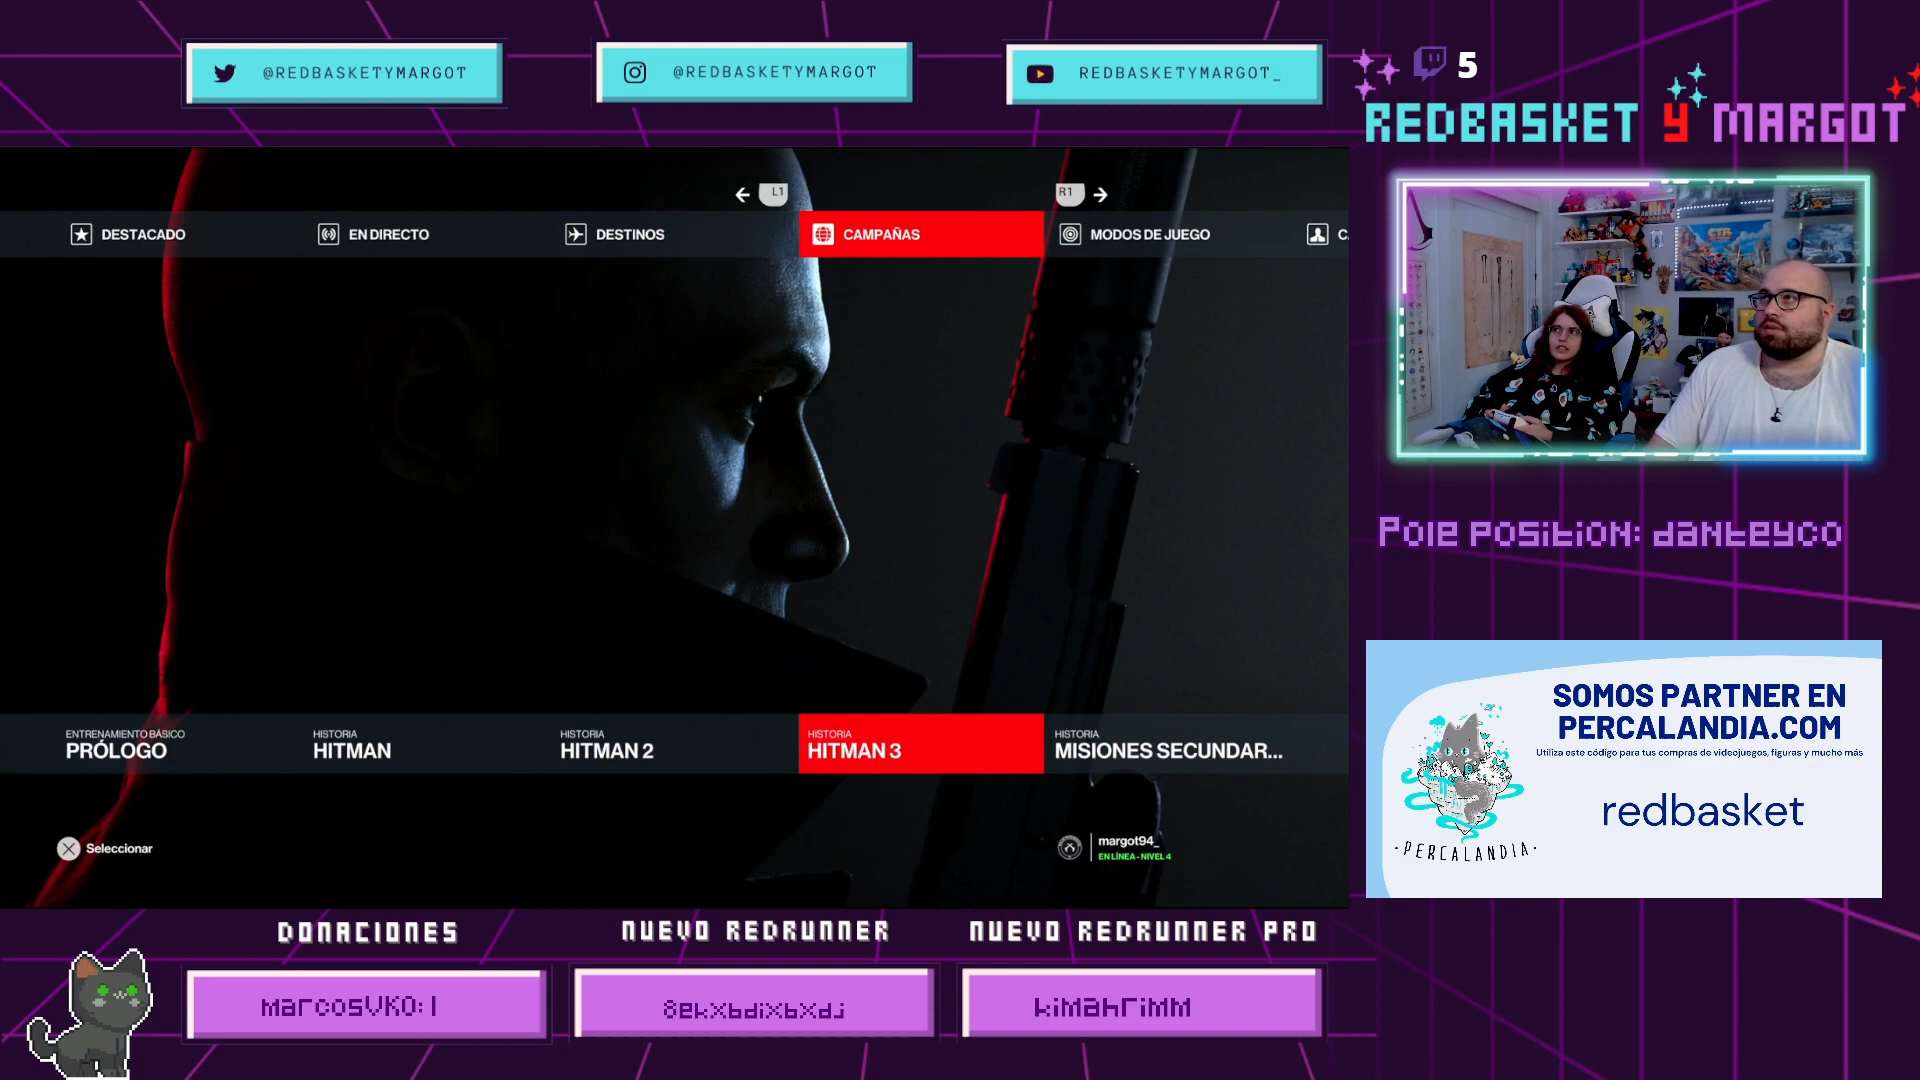 @REDBASKETYMARGOT
@REDBASKETYMARGOT
REDBASKETYMARGOT_
5
REDBASKET Y MARGOT
L1
R1
DESTACADO
EN DIRECTO
DESTINOS
CAMPAÑAS
MODOS DE JUEGO
C
Pole position: danteyco
SOMOS PARTNER EN
PERCALANDIA.COM
Utiliza este código para tus compras de videojuegos, figuras y mucho más
redbasket
·PERCALANDIA·
ENTRENAMIENTO BÁSICO
PRÓLOGO
HISTORIA
HITMAN
HISTORIA
HITMAN 2
HISTORIA
HITMAN 3
HISTORIA
MISIONES SECUNDAR...
Seleccionar
margot94_
EN LÍNEA - NIVEL 4
DONACIONES
NUEVO REDRUNNER
NUEVO REDRUNNER PRO
kimahrimm